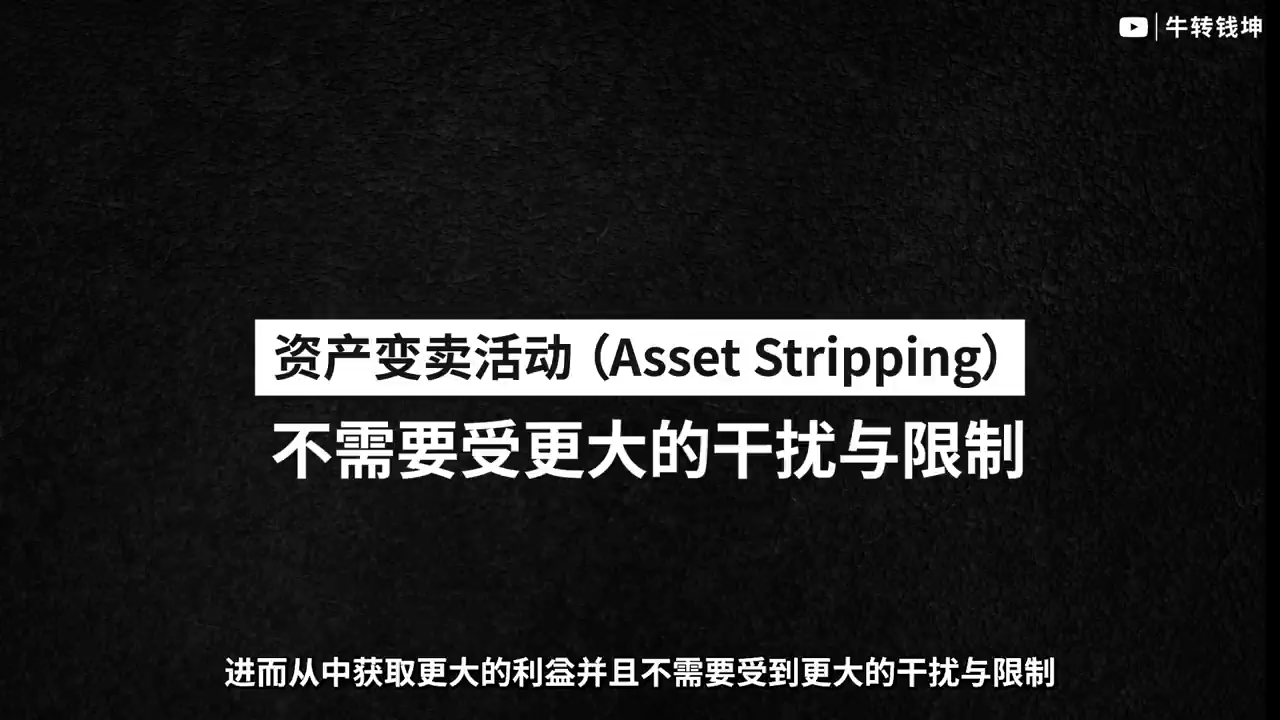 牛转钱坤
资产变卖活动（Asset Stripping）
不需要受更大的干扰与限制
进而从中获取更大的利益并且不需要受到更大的干扰与限制